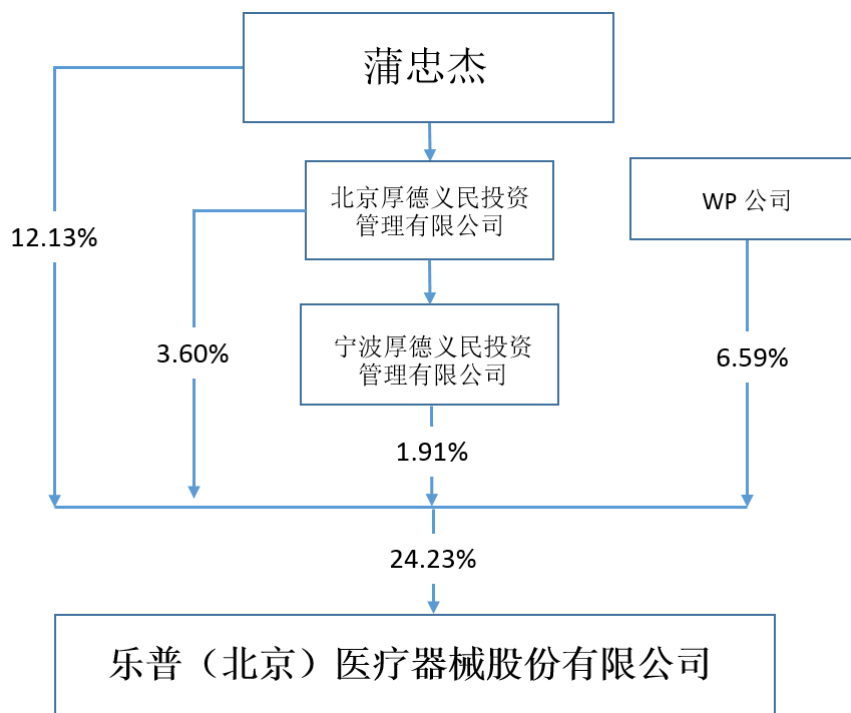 蒲忠杰
北京厚德义民投资
管理有限公司
WP 公司
12.13%
宁波厚德义民投资
管理有限公司
3.60%
6.59%
1.91%
24.23%
乐普（北京）医疗器械股份有限公司